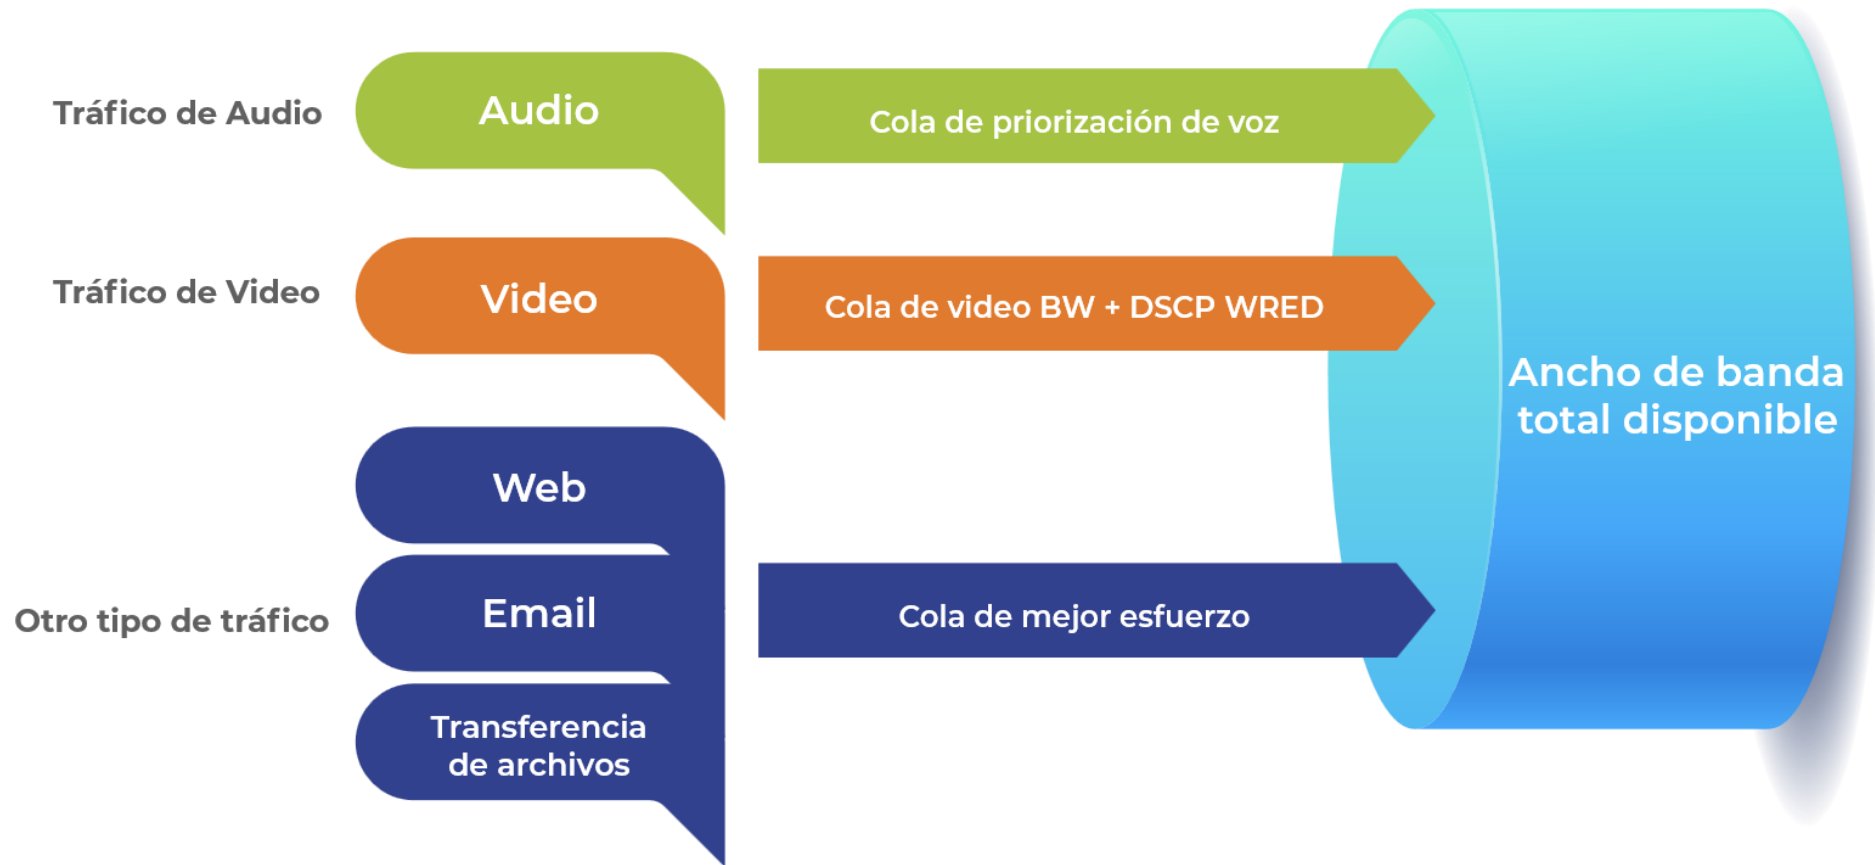 Tráfico de Audio
Audio
Cola de priorización de voz
Tráfico de Video
Video
Cola de video BW + DSCP WRED
Ancho de banda
total disponible
Web
Otro tipo de tráfico
Email
Cola de mejor esfuerzo
Transferencia
de archivos